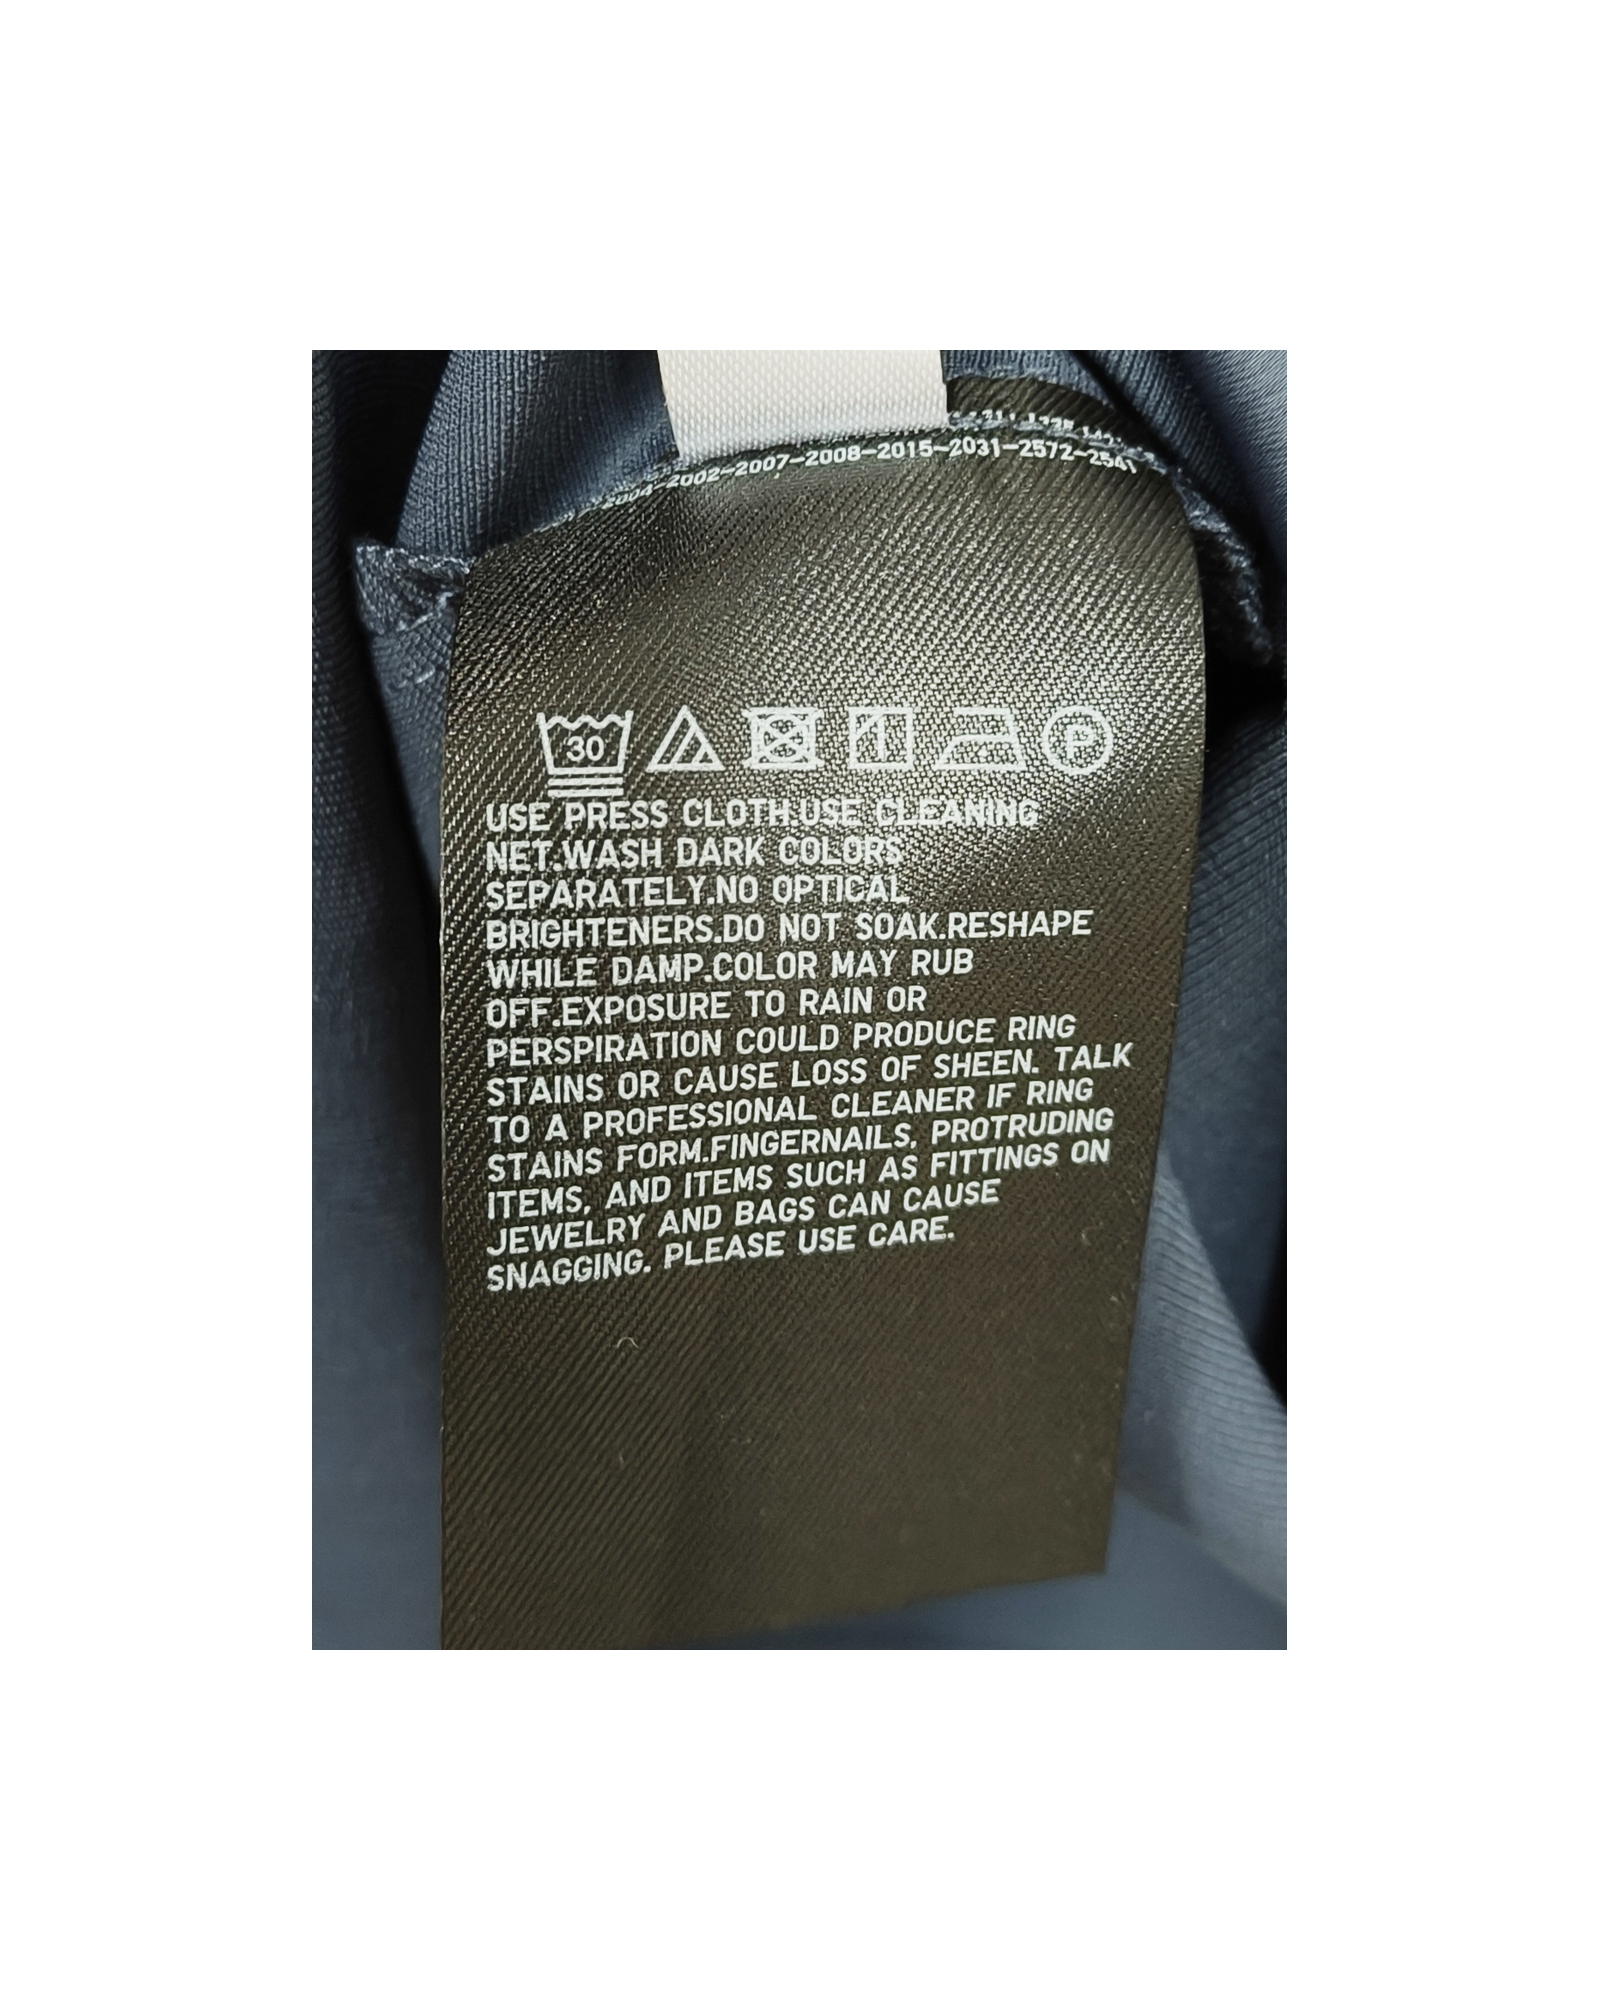 2004-2002-2007-2008-2015-2031-2572-2541
30
P
USE PRESS CLOTH.USE CLEANING
NET.WASH DARK COLORS
SEPARATELY.NO OPTICAL
BRIGHTENERS.DO NOT SOAK.RESHAPE
WHILE DAMP.COLOR MAY RUB
OFF.EXPOSURE TO RAIN OR
PERSPIRATION COULD PRODUCE RING
STAINS OR CAUSE LOSS OF SHEEN. TALK
TO A PROFESSIONAL CLEANER IF RING
STAINS FORM.FINGERNAILS, PROTRUDING
ITEMS, AND ITEMS SUCH AS FITTINGS ON
JEWELRY AND BAGS CAN CAUSE
SNAGGING. PLEASE USE CARE.